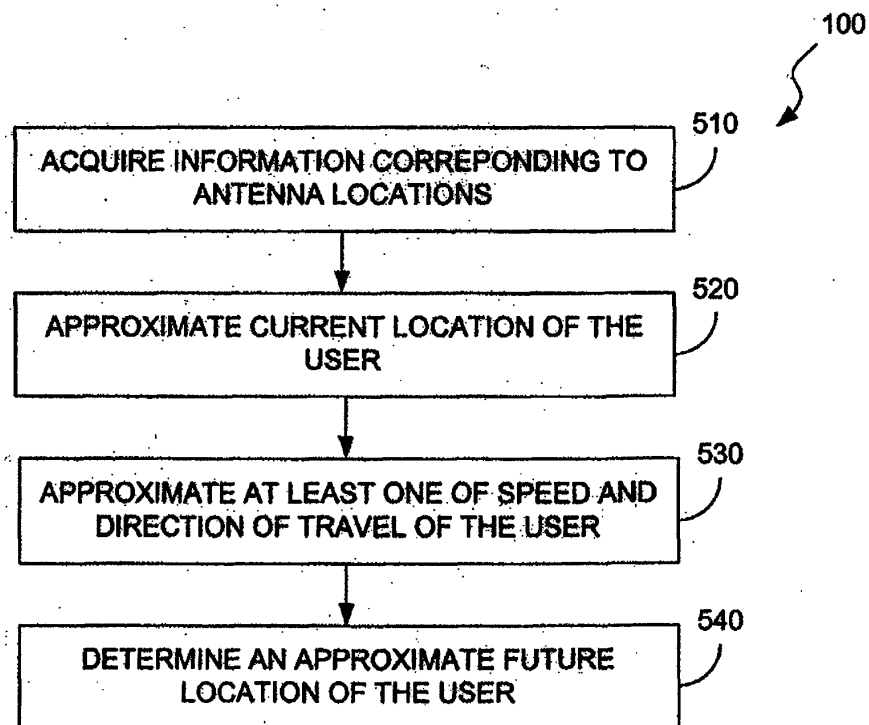 100
510
ACQUIRE INFORMATION CORREPONDING TO
ANTENNA LOCATIONS
520
APPROXIMATE CURRENT LOCATION OF THE
USER
530
APPROXIMATE AT LEAST ONE OF SPEED AND
DIRECTION OF TRAVEL OF THE USER
540
DETERMINE AN APPROXIMATE FUTURE
LOCATION OF THE USER